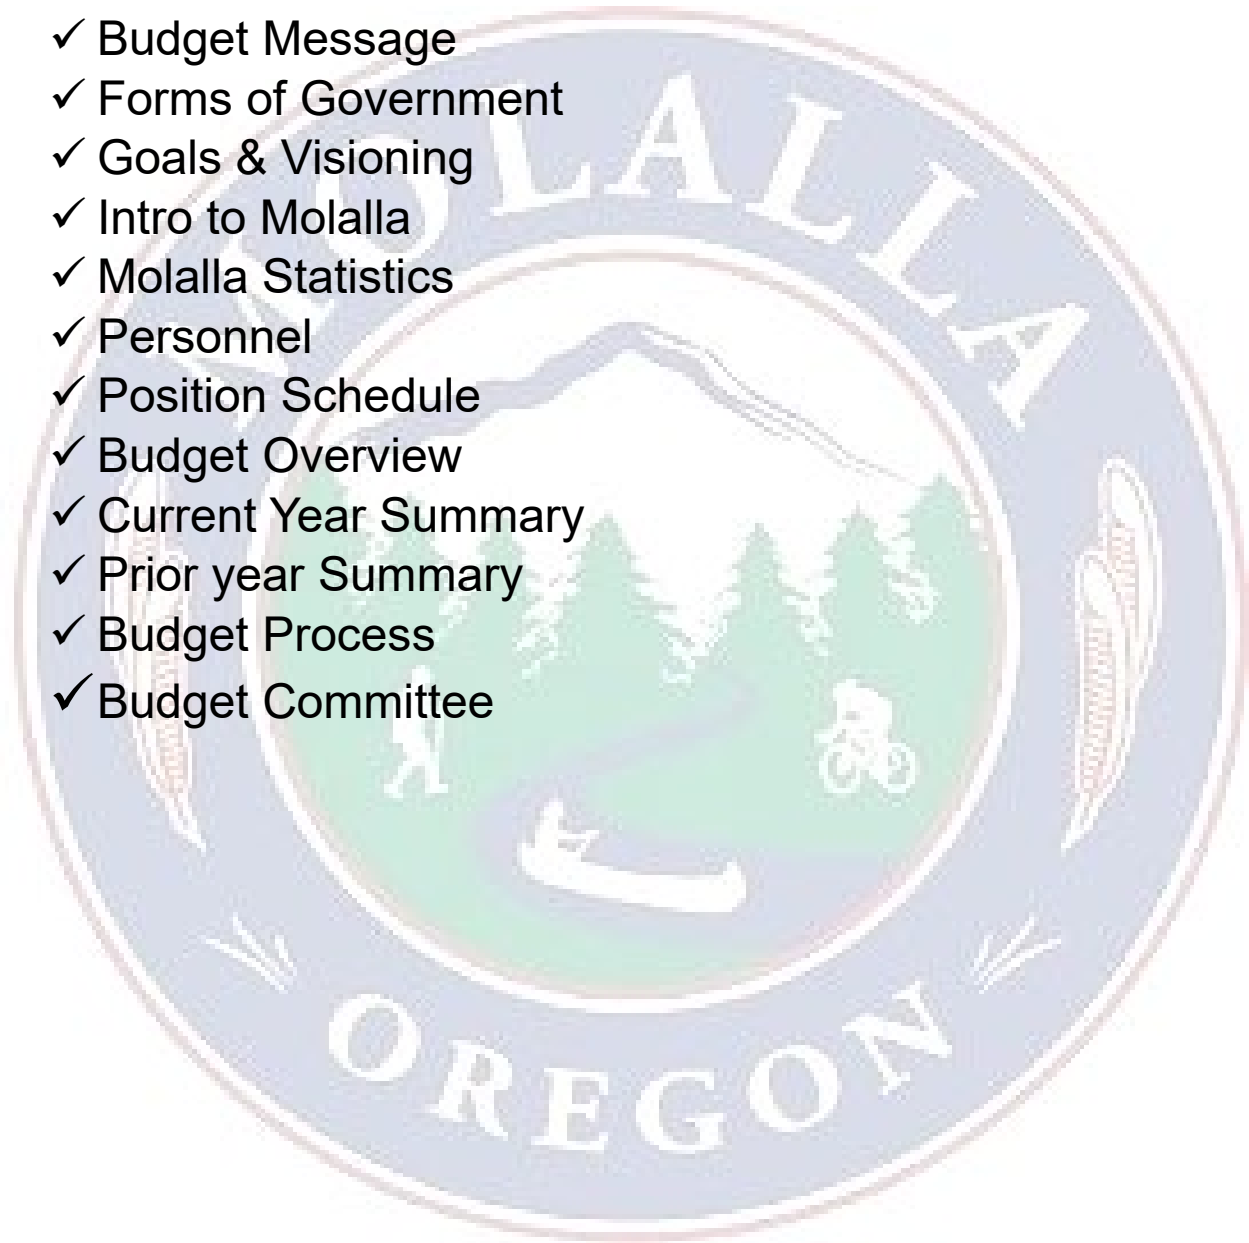 ✓ Budget Message
✓ Forms of Government
✓ Goals & Visioning
✓ Intro to Molalla
✓ Molalla Statistics
✓ Personnel
✓ Position Schedule
✓ Budget Overview
✓ Current Year Summary
✓ Prior year Summary
✓ Budget Process
✓ Budget Committee
MOLALLA
OREGON